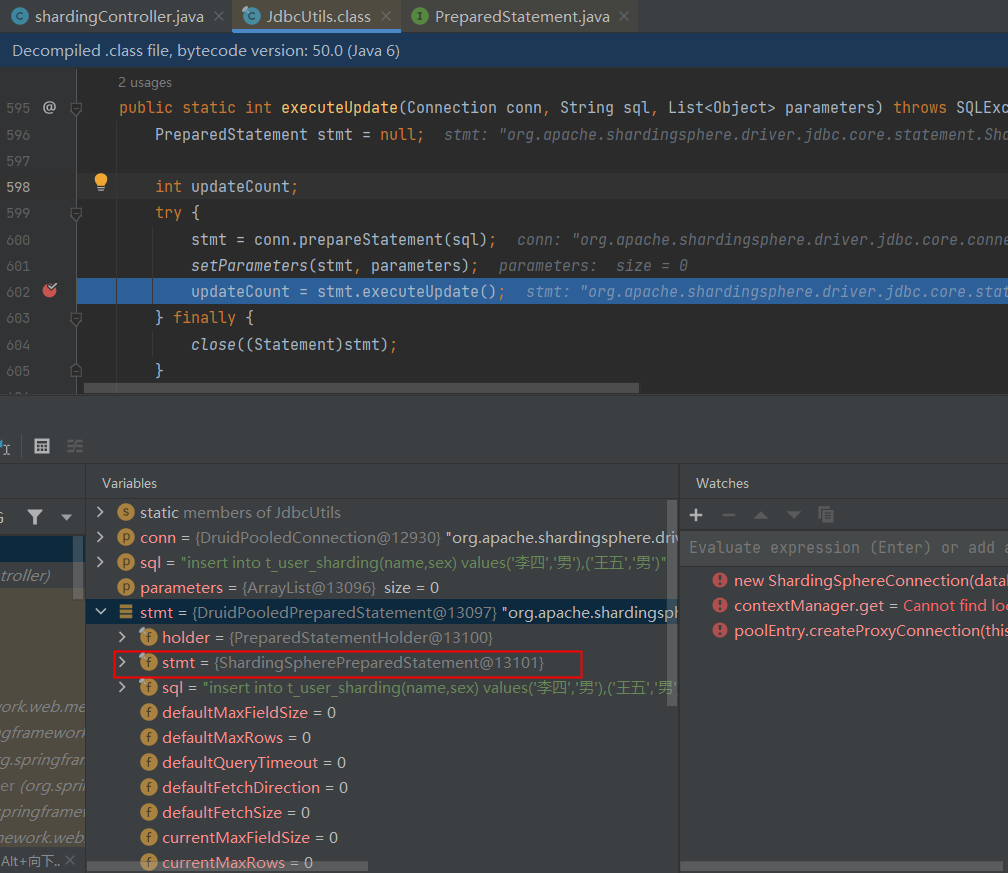 shardingController.java JdbcUtils.class PreparedStatement.java
Decompiled .class file, bytecode version: 50.0 (Java 6)
2 usages
595 @ public static int executeUpdate(Connection conn, String sql, List<Object> parameters) throws SQLExc
596 PreparedStatement stmt = null; stmt: "org.apache.shardingsphere.driver.jdbc.core.statement.Sha
597
598 int updateCount;
599 try {
600 stmt = conn.prepareStatement(sql); conn: "org.apache.shardingsphere.driver.jdbc.core.conne
601 setParameters(stmt, parameters); parameters: size = 0
602 updateCount = stmt.executeUpdate(); stmt: "org.apache.shardingsphere.driver.jdbc.core.stat
603 } finally {
604 close((Statement)stmt);
605 }
Variables
static members of JdbcUtils
conn = {DruidPooledConnection@12930} "org.apache.shardingsphere.driv
sql = "insert into t_user_sharding(name,sex) values('李四','男'),('王五','男')"
parameters = {ArrayList@13096} size = 0
stmt = {DruidPooledPreparedStatement@13097} "org.apache.shardingsph
holder = {PreparedStatementHolder@13100}
stmt = {ShardingSpherePreparedStatement@13101}
sql = "insert into t_user_sharding(name,sex) values('李四','男'),('王五','男'
defaultMaxFieldSize = 0
defaultMaxRows = 0
defaultQueryTimeout = 0
defaultFetchDirection = 0
defaultFetchSize = 0
currentMaxFieldSize = 0
currentMaxRows = 0
Watches
Evaluate expression (Enter) or add a
new ShardingSphereConnection(datal
contextManager.get = Cannot find loc
poolEntry.createProxyConnection(this
troller)
work.web.me
ngframework
rg.springfran
er (org.sprin
springframew
nework.web.
Alt+向下..